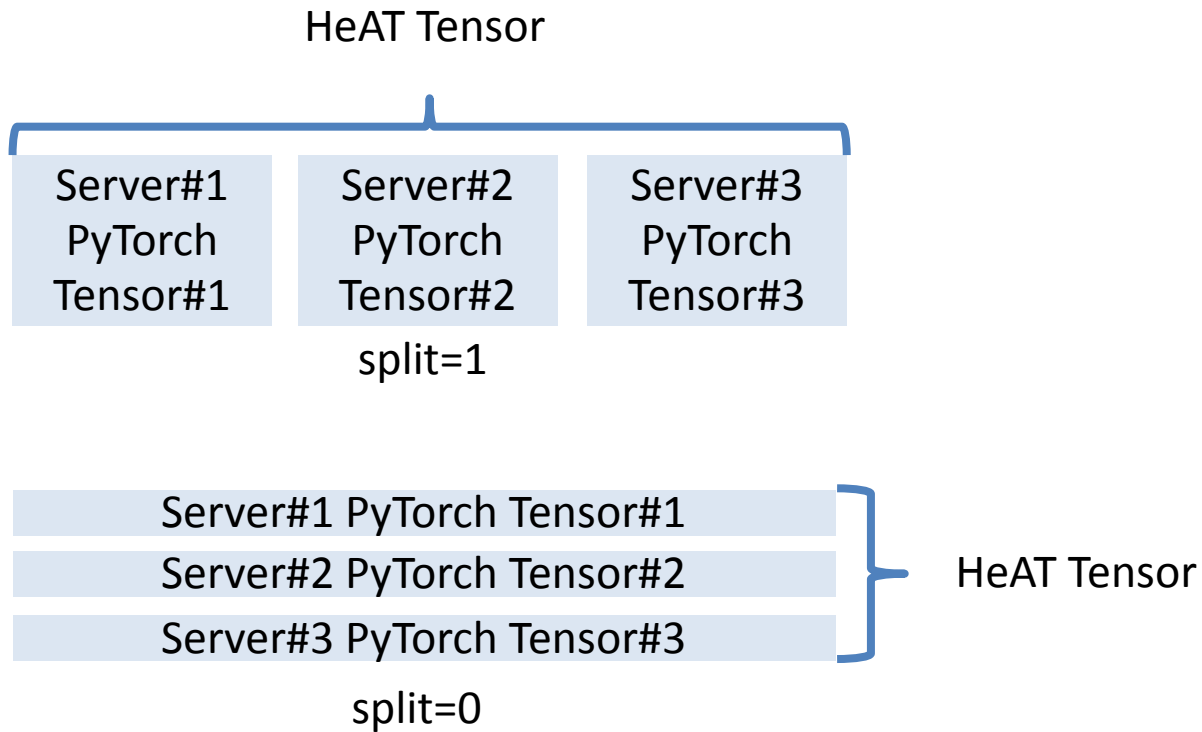 HeAT Tensor
Server#1
PyTorch
Tensor#1
Server#2
PyTorch
Tensor#2
Server#3
PyTorch
Tensor#3
split=1
Server#1 PyTorch Tensor#1
Server#2 PyTorch Tensor#2
Server#3 PyTorch Tensor#3
HeAT Tensor
split=0